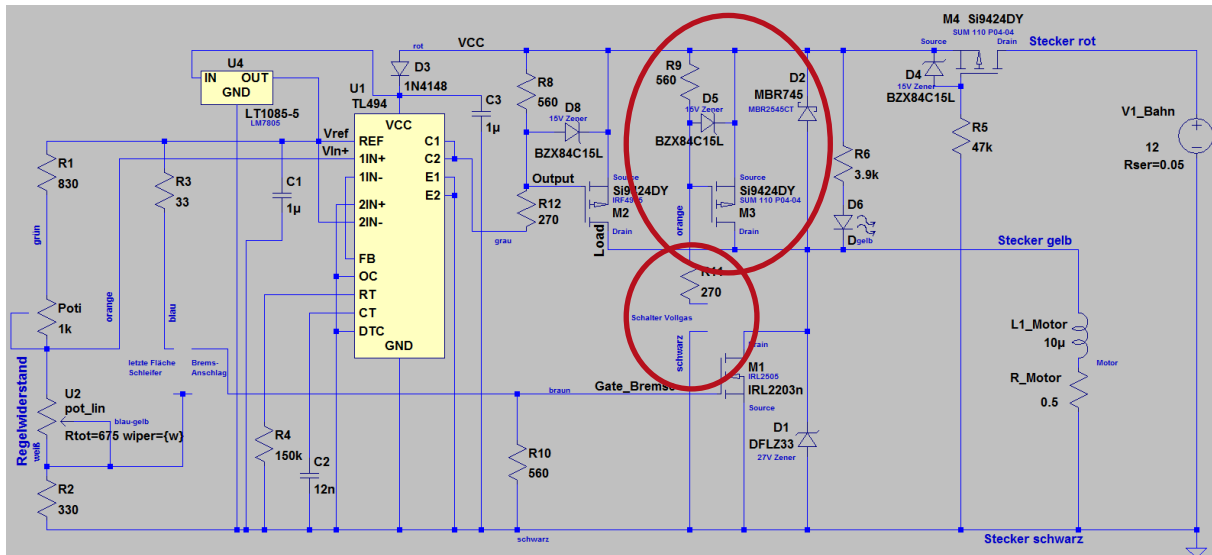 M4 Si9424DY
SUM 110 P04-04
Source
Drain
Stecker rot
rot
VCC
U4
IN OUT
GND
LT1085-5
LM7805
D3
1N4148
U1
TL494
C3
1µ
R8
560
D8
15V Zener
BZX84C15L
R9
560
D5
15V Zener
BZX84C15L
D2
MBR745
MBR2545CT
D4
15V Zener
BZX84C15L
V1_Bahn
12
Rser=0.05
R5
47k
R6
3.9k
D6
D
gelb
Vref
VIn+
VCC
REF
1IN+
1IN-
2IN+
2IN-
FB
OC
RT
CT
DTC
GND
C1
C2
E1
E2
R1
830
R3
33
C1
1µ
Output
R12
270
grau
Source
Si9424DY
M2
Drain
Load
orange
Source
Si9424DY
SUM 110 P04-04
M3
Drain
Stecker gelb
grün
orange
blau
Poti
1k
R11
270
Schalter Vollgas
schwarz
L1_Motor
10µ
Motor
R_Motor
0.5
letzte Fläche
Schleifer
Brems-
Anschlag
Regelwiderstand
U2
pot_lin
blau-gelb
Rtot=675 wiper={w}
weiß
braun
Gate_Bremse
Drain
M1
IRL2505
IRL2203n
Source
R4
150k
C2
12n
R10
560
D1
DFLZ33
27V Zener
R2
330
schwarz
Stecker schwarz